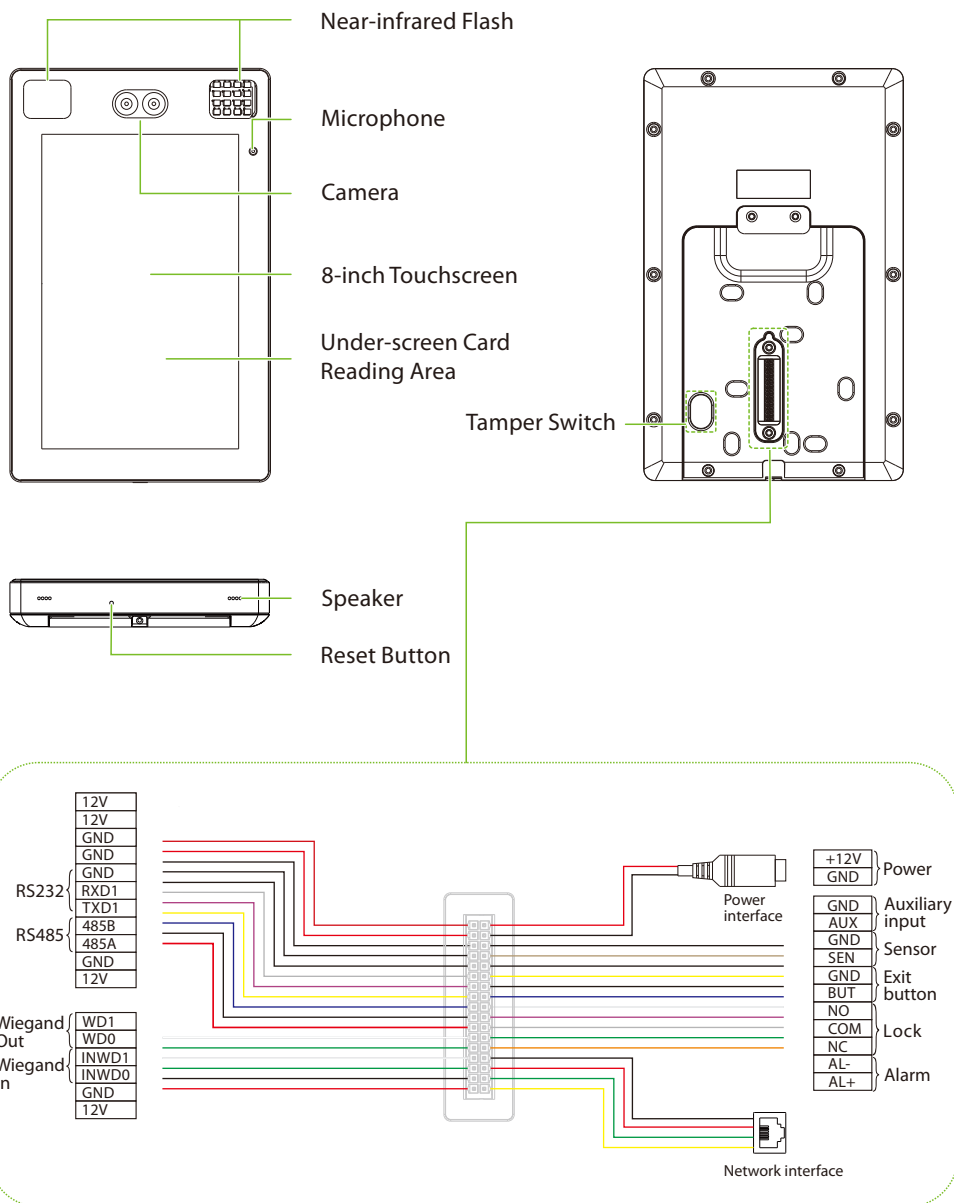 Near-infrared Flash
Microphone
Camera
8-inch Touchscreen
Under-screen Card
Reading Area
Tamper Switch
Speaker
Reset Button
12V
12V
GND
GND
GND
RS232
RXD1
TXD1
RS485
485B
485A
GND
12V
Wiegand
Out
WD1
WD0
Wiegand
In
INWD1
INWD0
GND
12V
Power
interface
+12V
GND
Power
GND
AUX
Auxiliary
input
GND
SEN
Sensor
GND
BUT
Exit
button
NO
COM
NC
Lock
AL-
AL+
Alarm
Network interface